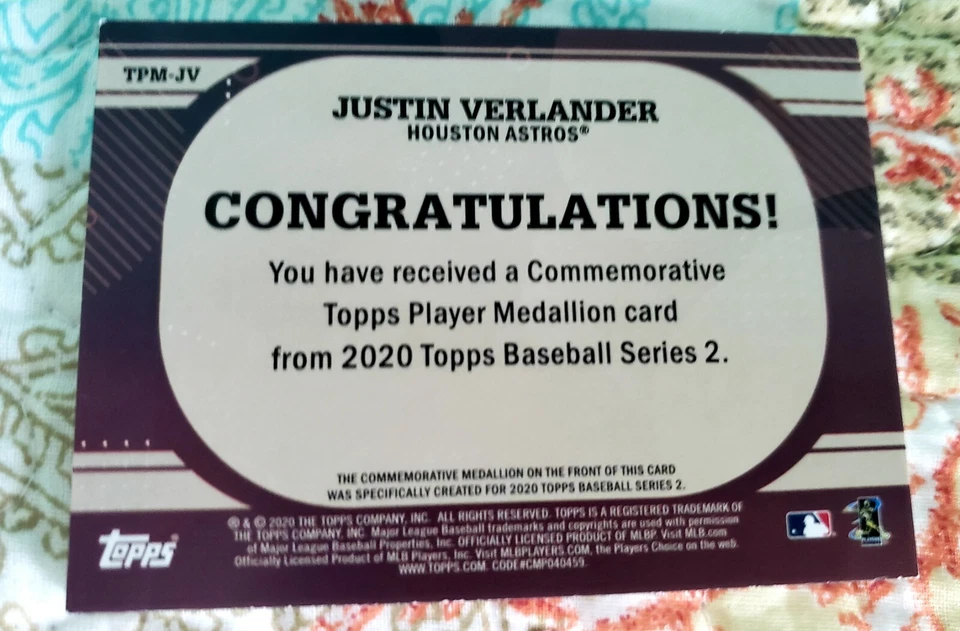 TPM-JV
JUSTIN VERLANDER
HOUSTON ASTROS®
CONGRATULATIONS!
You have received a Commemorative
Topps Player Medallion card
from 2020 Topps Baseball Series 2.
THE COMMEMORATIVE MEDALLION ON THE FRONT OF THIS CARD
WAS SPECIFICALLY CREATED FOR 2020 TOPPS BASEBALL SERIES 2.
® & © 2020 THE TOPPS COMPANY, INC. ALL RIGHTS RESERVED. TOPPS IS A REGISTERED TRADEMARK OF
THE TOPPS COMPANY, INC. Major League Baseball trademarks and copyrights are used with permission
of Major League Baseball Properties, Inc. OFFICIALLY LICENSED PRODUCT OF MLBP. Visit MLB.com
Officially Licensed Product of MLB Players, Inc. Visit MLBPLAYERS.COM, the Players Choice on the web.
WWW.TOPPS.COM. CODE#CMP040459.
topps